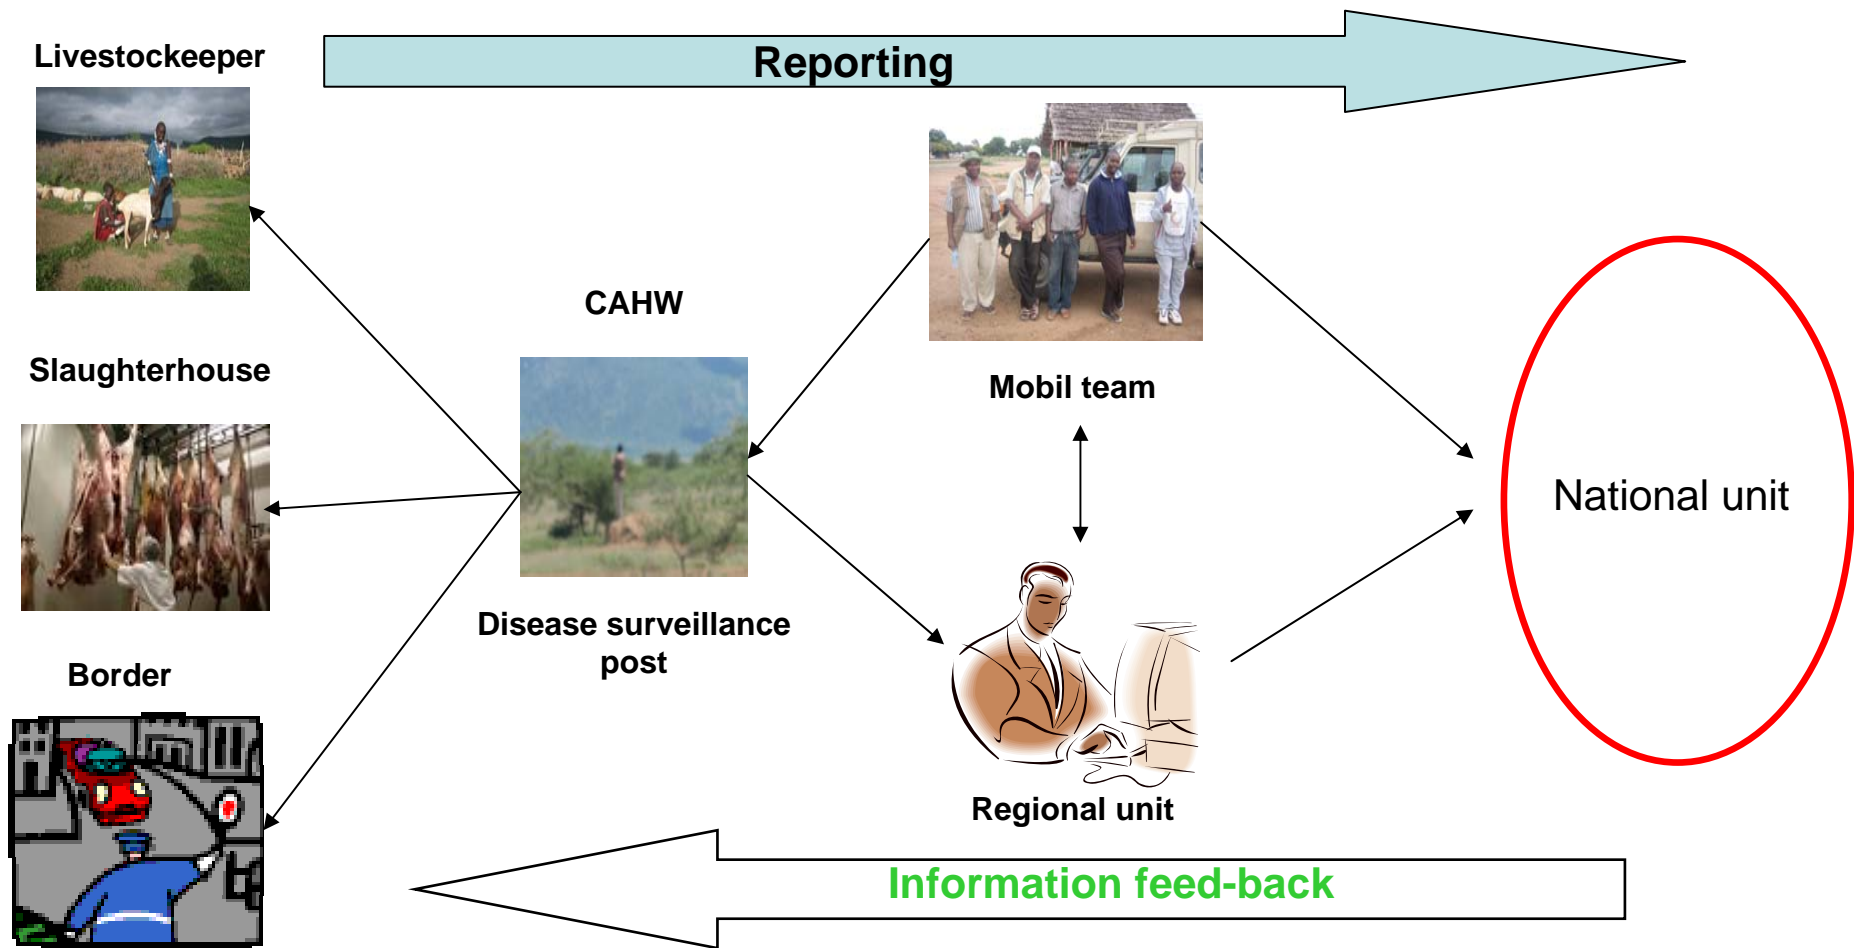 Livestockeeper
Reporting
CAHW
Slaughterhouse
Mobil team
National unit
Disease surveillance
post
Border
Regional unit
Information feed-back